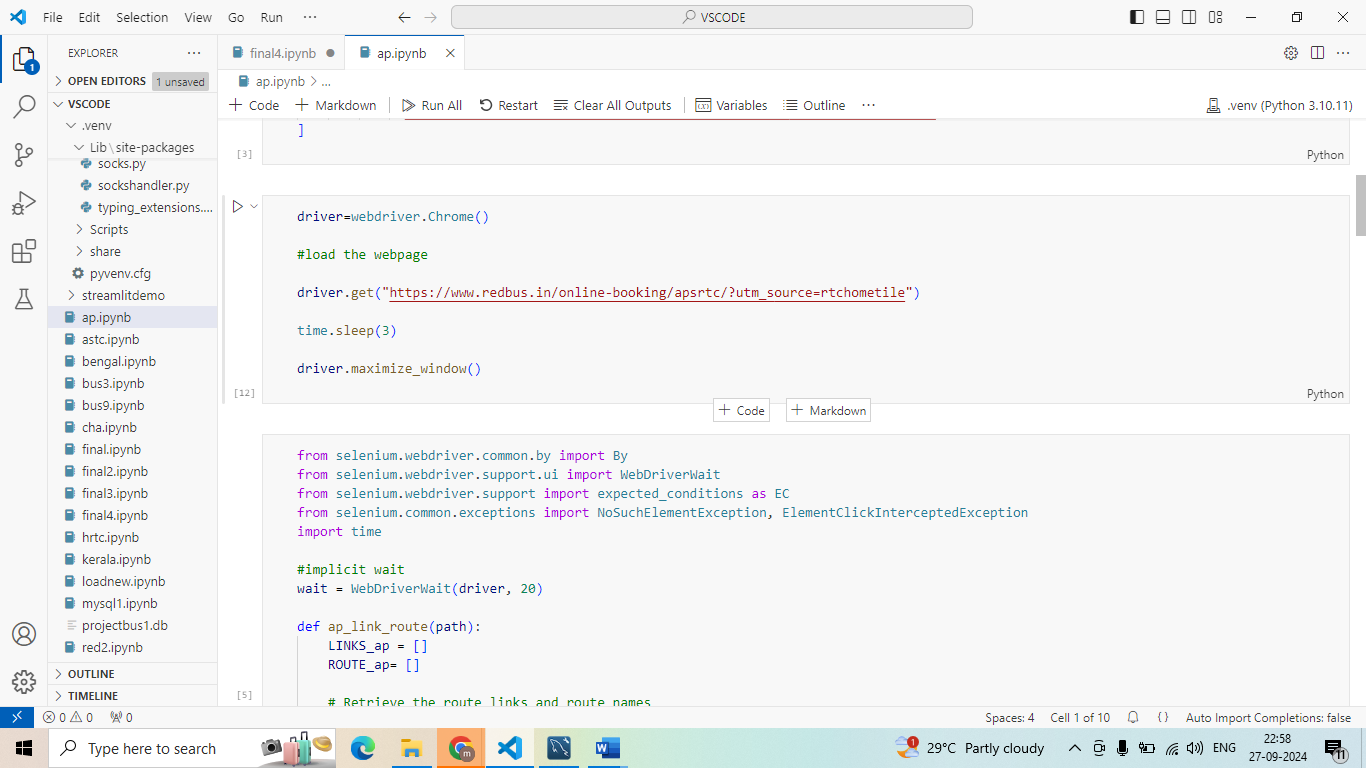 File Edit Selection View Go Run ···
VSCODE
EXPLORER ···
OPEN EDITORS 1 unsaved
VSCODE
.venv
Lib \ site-packages
socks.py
sockshandler.py
typing_extensions....
Scripts
share
pyvenv.cfg
streamlitdemo
ap.ipynb
astc.ipynb
bengal.ipynb
bus3.ipynb
bus9.ipynb
cha.ipynb
final.ipynb
final2.ipynb
final3.ipynb
final4.ipynb
hrtc.ipynb
kerala.ipynb
loadnew.ipynb
mysql1.ipynb
projectbus1.db
red2.ipynb
OUTLINE
TIMELINE
1
final4.ipynb ap.ipynb
ap.ipynb > ...
+ Code + Markdown Run All Restart Clear All Outputs Variables Outline ··· .venv (Python 3.10.11)
]
[3] Python
driver=webdriver.Chrome()
#load the webpage
driver.get("https://www.redbus.in/online-booking/apsrtc/?utm_source=rtchometile")
time.sleep(3)
driver.maximize_window()
[12] Python
+ Code + Markdown
from selenium.webdriver.common.by import By
from selenium.webdriver.support.ui import WebDriverWait
from selenium.webdriver.support import expected_conditions as EC
from selenium.common.exceptions import NoSuchElementException, ElementClickInterceptedException
import time
#implicit wait
wait = WebDriverWait(driver, 20)
def ap_link_route(path):
LINKS_ap = []
ROUTE_ap= []
[5]
# Retrieve the route links and route names
0 0 0 Spaces: 4 Cell 1 of 10 {} Auto Import Completions: false
Type here to search 1 29°C Partly cloudy ENG 22:58
27-09-2024 11